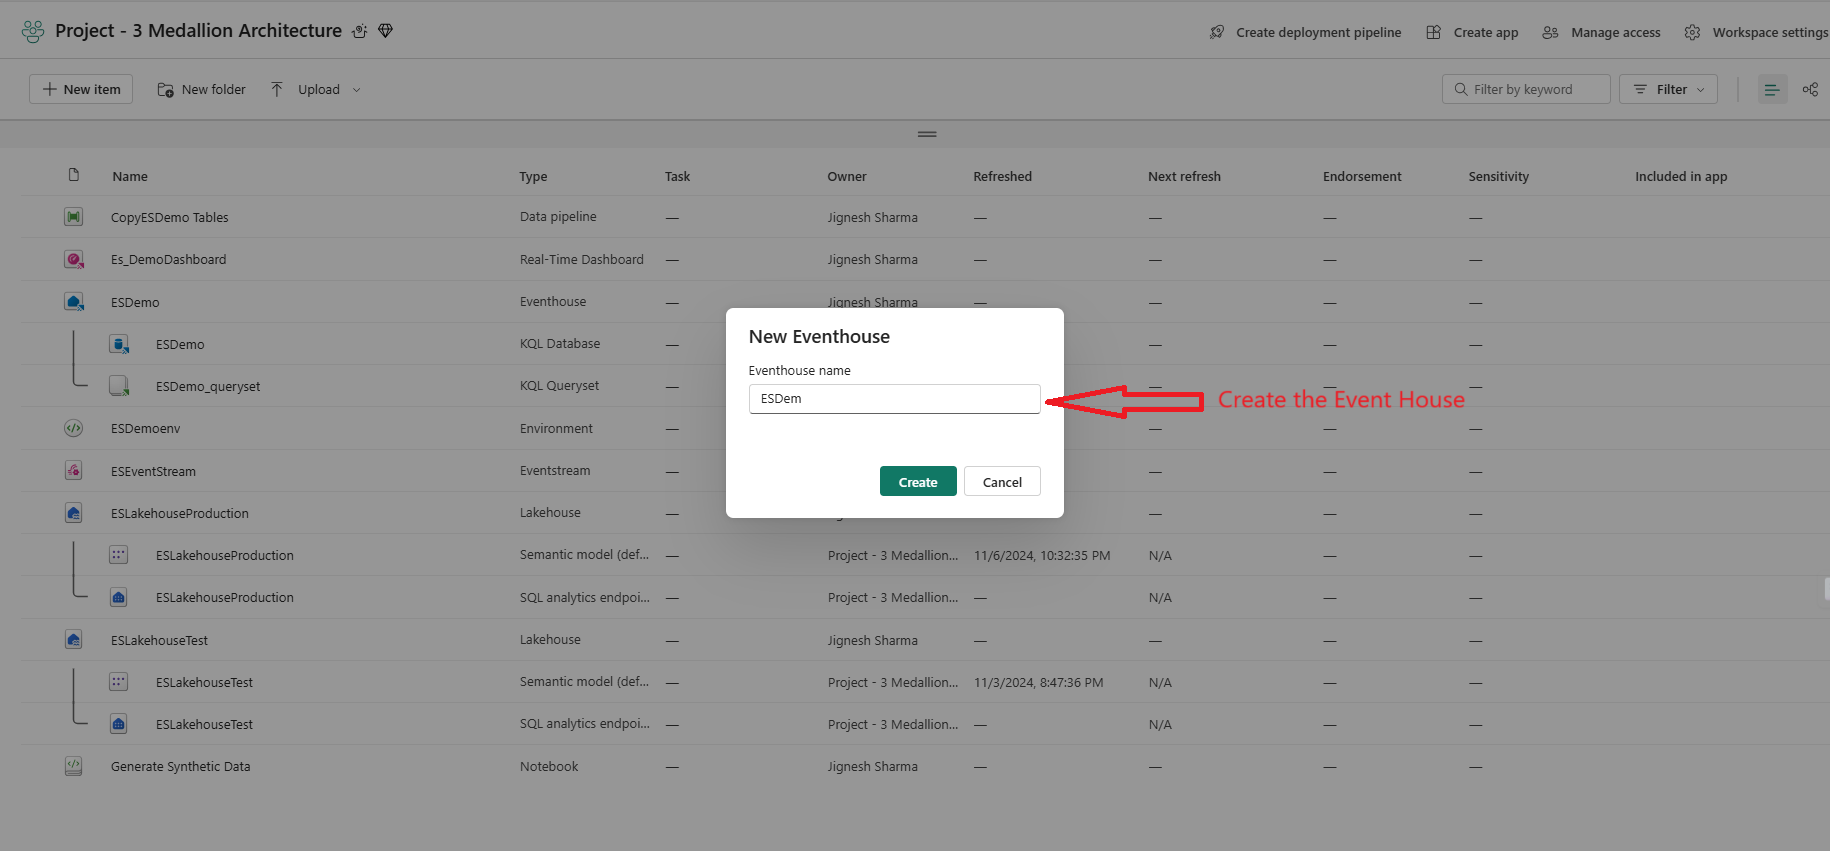 Project - 3 Medallion Architecture
Create deployment pipeline Create app Manage access Workspace settings
New item New folder Upload Filter by keyword Filter
Name Type Task Owner Refreshed Next refresh Endorsement Sensitivity Included in app
CopyESDemo Tables Data pipeline — Jignesh Sharma — — — —
Es_DemoDashboard Real-Time Dashboard — Jignesh Sharma — — — —
ESDemo Eventhouse — Jignesh Sharma — — — —
ESDemo KQL Database — — — —
ESDemo_queryset KQL Queryset — — — —
ESDemoenv Environment — — — —
ESEventStream Eventstream — — — —
ESLakehouseProduction Lakehouse — — — —
ESLakehouseProduction Semantic model (def... — Project - 3 Medallion... 11/6/2024, 10:32:35 PM N/A — —
ESLakehouseProduction SQL analytics endpoi... — Project - 3 Medallion... — N/A — —
ESLakehouseTest Lakehouse — Jignesh Sharma — — — —
ESLakehouseTest Semantic model (def... — Project - 3 Medallion... 11/3/2024, 8:47:36 PM N/A — —
ESLakehouseTest SQL analytics endpoi... — Project - 3 Medallion... — N/A — —
Generate Synthetic Data Notebook — Jignesh Sharma — — — —
New Eventhouse
Eventhouse name
ESDem
Create the Event House
Create Cancel